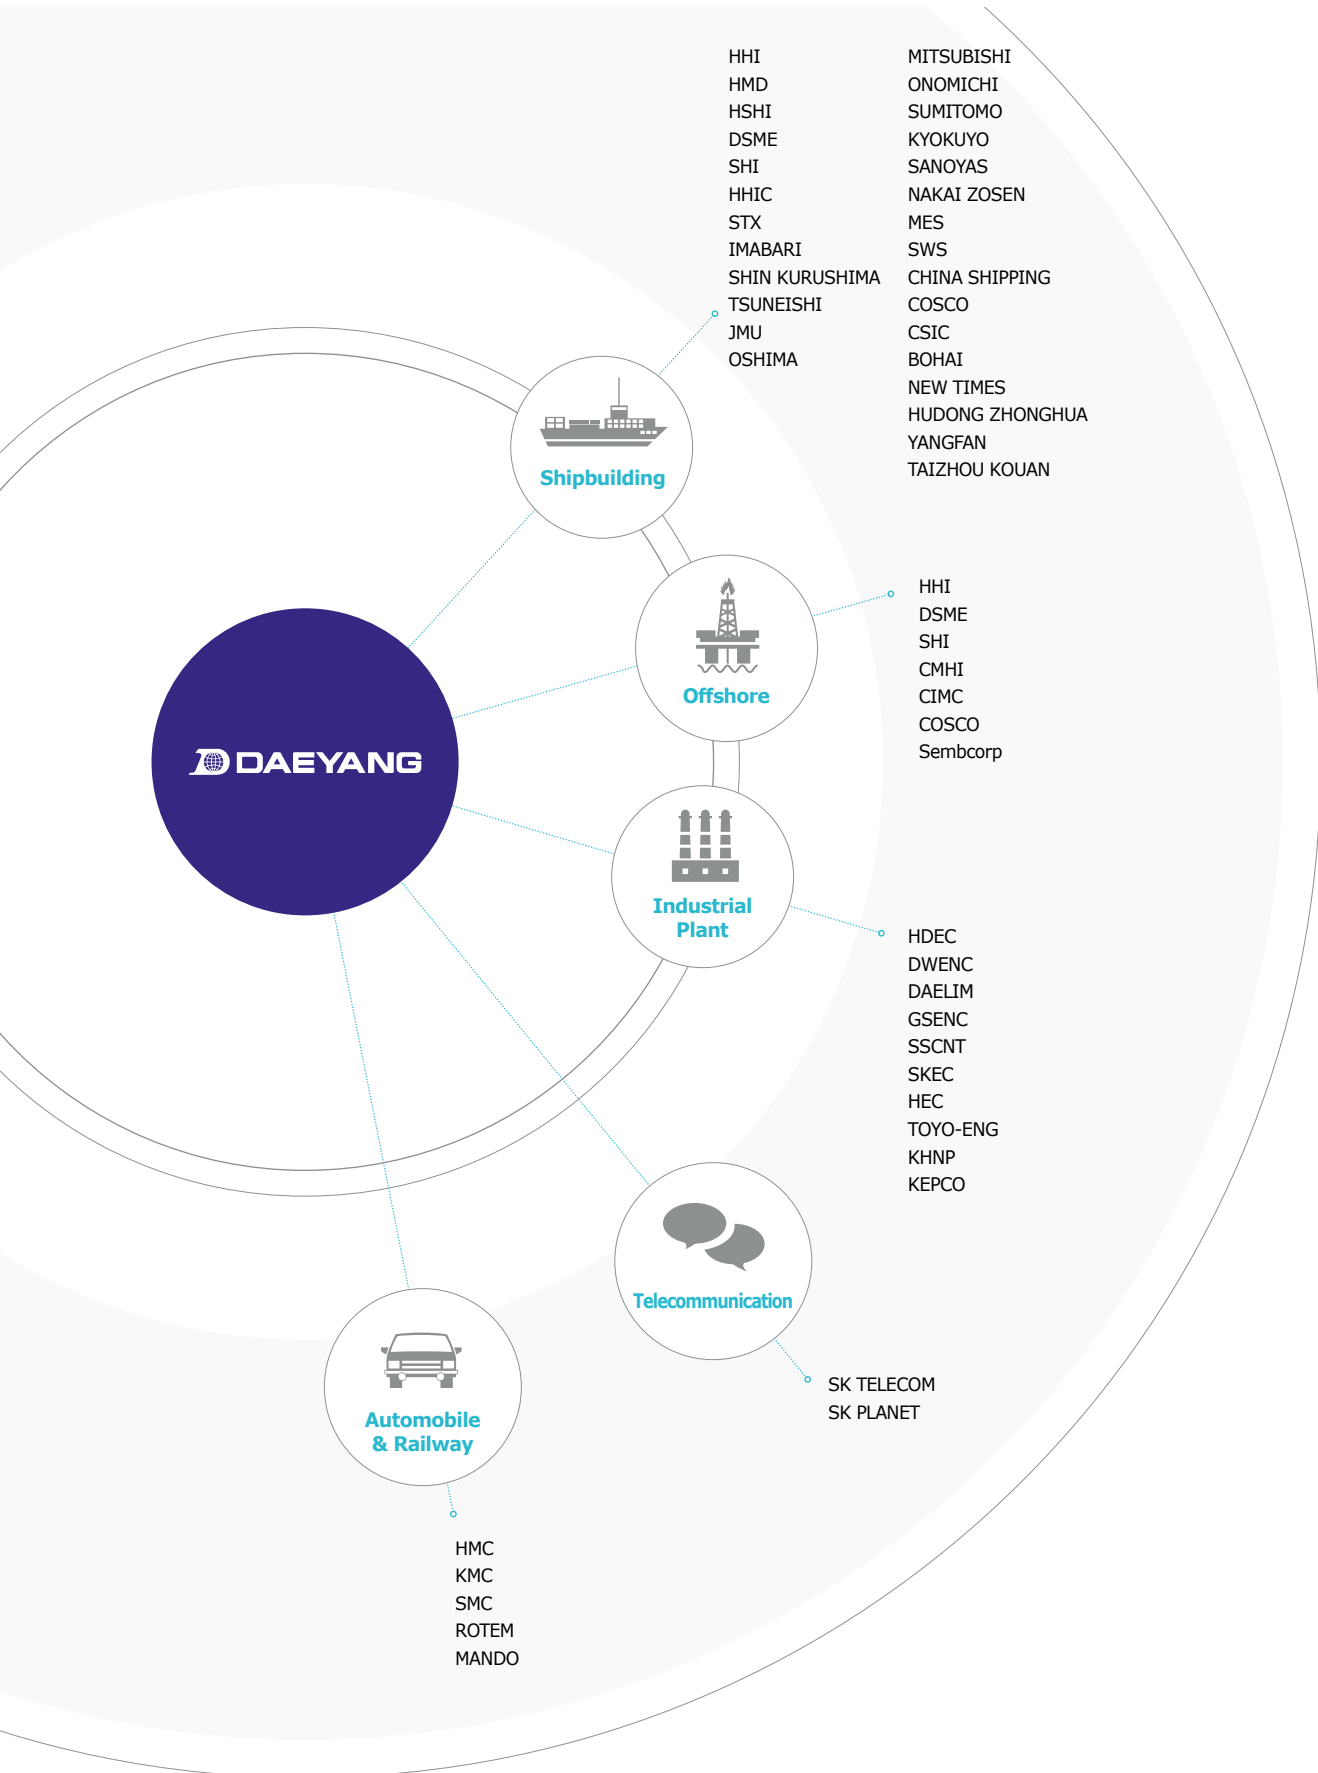 HHI
HMD
HSHI
DSME
SHI
HHIC
STX
IMABARI
SHIN KURUSHIMA
TSUNEISHI
JMU
OSHIMA
MITSUBISHI
ONOMICHI
SUMITOMO
KYOKUYO
SANOYAS
NAKAI ZOSEN
MES
SWS
CHINA SHIPPING
COSCO
CSIC
BOHAI
NEW TIMES
HUDONG ZHONGHUA
YANGFAN
TAIZHOU KOUAN
Shipbuilding
Offshore
HHI
DSME
SHI
CMHI
CIMC
COSCO
Sembcorp
DAEYANG
Industrial
Plant
HDEC
DWENC
DAELIM
GSENC
SSCNT
SKEC
HEC
TOYO-ENG
KHNP
KEPCO
Telecommunication
SK TELECOM
SK PLANET
Automobile
& Railway
HMC
KMC
SMC
ROTEM
MANDO